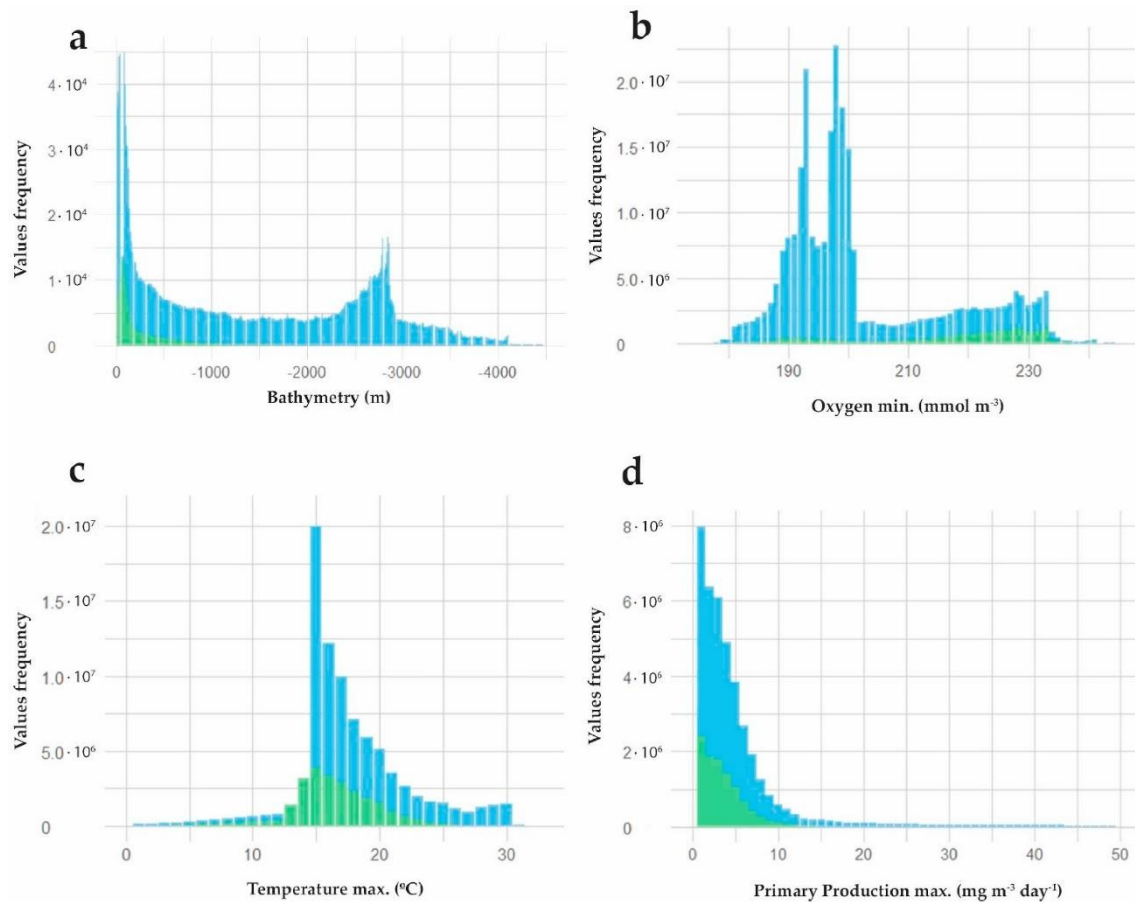 a
Values frequency
4·10⁴
3·10⁴
2·10⁴
1·10⁴
0
0 -1000 -2000 -3000 -4000
Bathymetry (m)
b
Values frequency
2.0·10⁷
1.5·10⁷
1.0·10⁷
5.0·10⁶
0
190 210 230
Oxygen min. (mmol m⁻³)
c
Values frequency
2.0·10⁷
1.5·10⁷
1.0·10⁷
5.0·10⁶
0
0 10 20 30
Temperature max. (ºC)
d
Values frequency
8·10⁶
6·10⁶
4·10⁶
2·10⁶
0
0 10 20 30 40 50
Primary Production max. (mg m⁻³ day⁻¹)